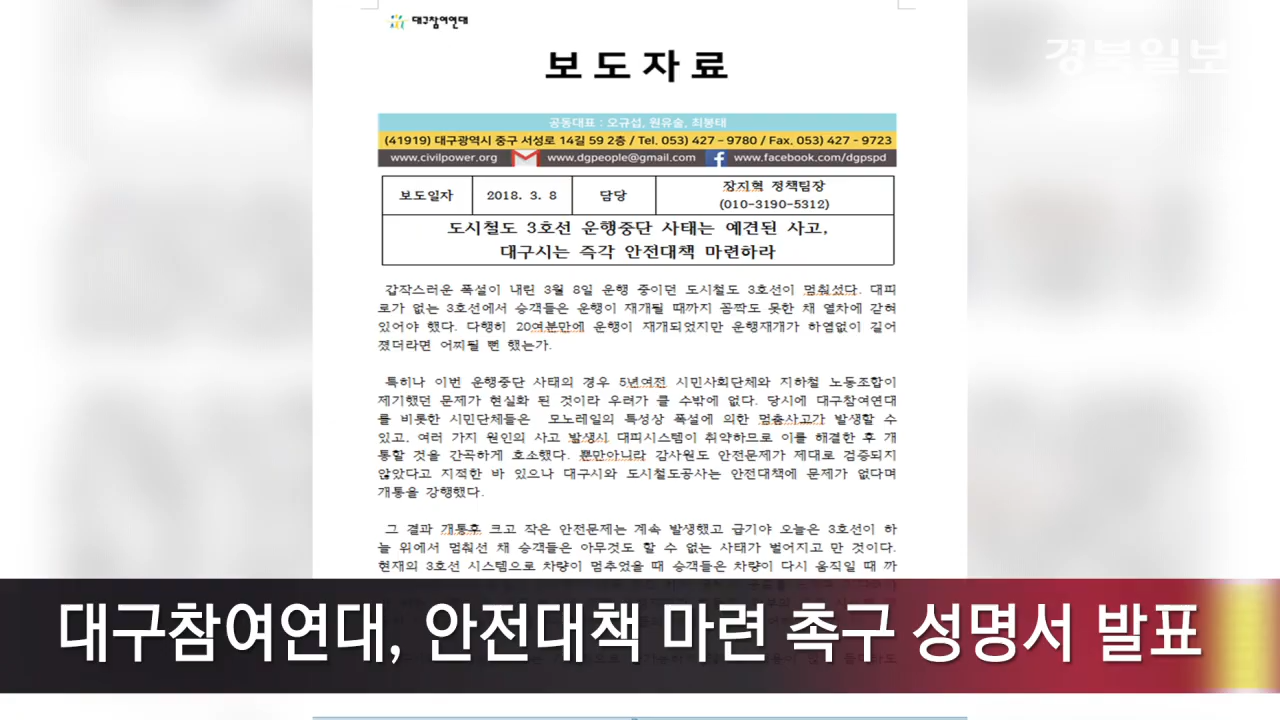 대구참여연대
경북일보
보도자료
공동대표 : 오규섭, 원유술, 최봉태
(41919) 대구광역시 중구 서성로 14길 59 2층 / Tel. 053) 427 – 9780 / Fax. 053) 427 – 9723
www.civilpower.org www.dgpeople@gmail.com www.facebook.com/dgpspd
보도일자 2018. 3. 8 담당 장지혁 정책팀장
(010-3190-5312)
도시철도 3호선 운행중단 사태는 예견된 사고,
대구시는 즉각 안전대책 마련하라
갑작스러운 폭설이 내린 3월 8일 운행 중이던 도시철도 3호선이 멈춰섰다. 대피
로가 없는 3호선에서 승객들은 운행이 재개될 때까지 꼼짝도 못한 채 열차에 갇혀
있어야 했다. 다행히 20여분만에 운행이 재개되었지만 운행재개가 하염없이 길어
졌더라면 어찌될 뻔 했는가.
특히나 이번 운행중단 사태의 경우 5년여전 시민사회단체와 지하철 노동조합이
제기했던 문제가 현실화 된 것이라 우려가 클 수밖에 없다. 당시에 대구참여연대
를 비롯한 시민단체들은 모노레일의 특성상 폭설에 의한 멈춤사고가 발생할 수
있고, 여러 가지 원인의 사고 발생시 대피시스템이 취약하므로 이를 해결한 후 개
통할 것을 간곡하게 호소했다. 뿐만아니라 감사원도 안전문제가 제대로 검증되지
않았다고 지적한 바 있으나 대구시와 도시철도공사는 안전대책에 문제가 없다며
개통을 강행했다.
그 결과 개통후 크고 작은 안전문제는 계속 발생했고 급기야 오늘은 3호선이 하
늘 위에서 멈춰선 채 승객들은 아무것도 할 수 없는 사태가 벌어지고 만 것이다.
현재의 3호선 시스템으로 차량이 멈추었을 때 승객들은 차량이 다시 움직일 때 까
대구참여연대, 안전대책 마련 촉구 성명서 발표